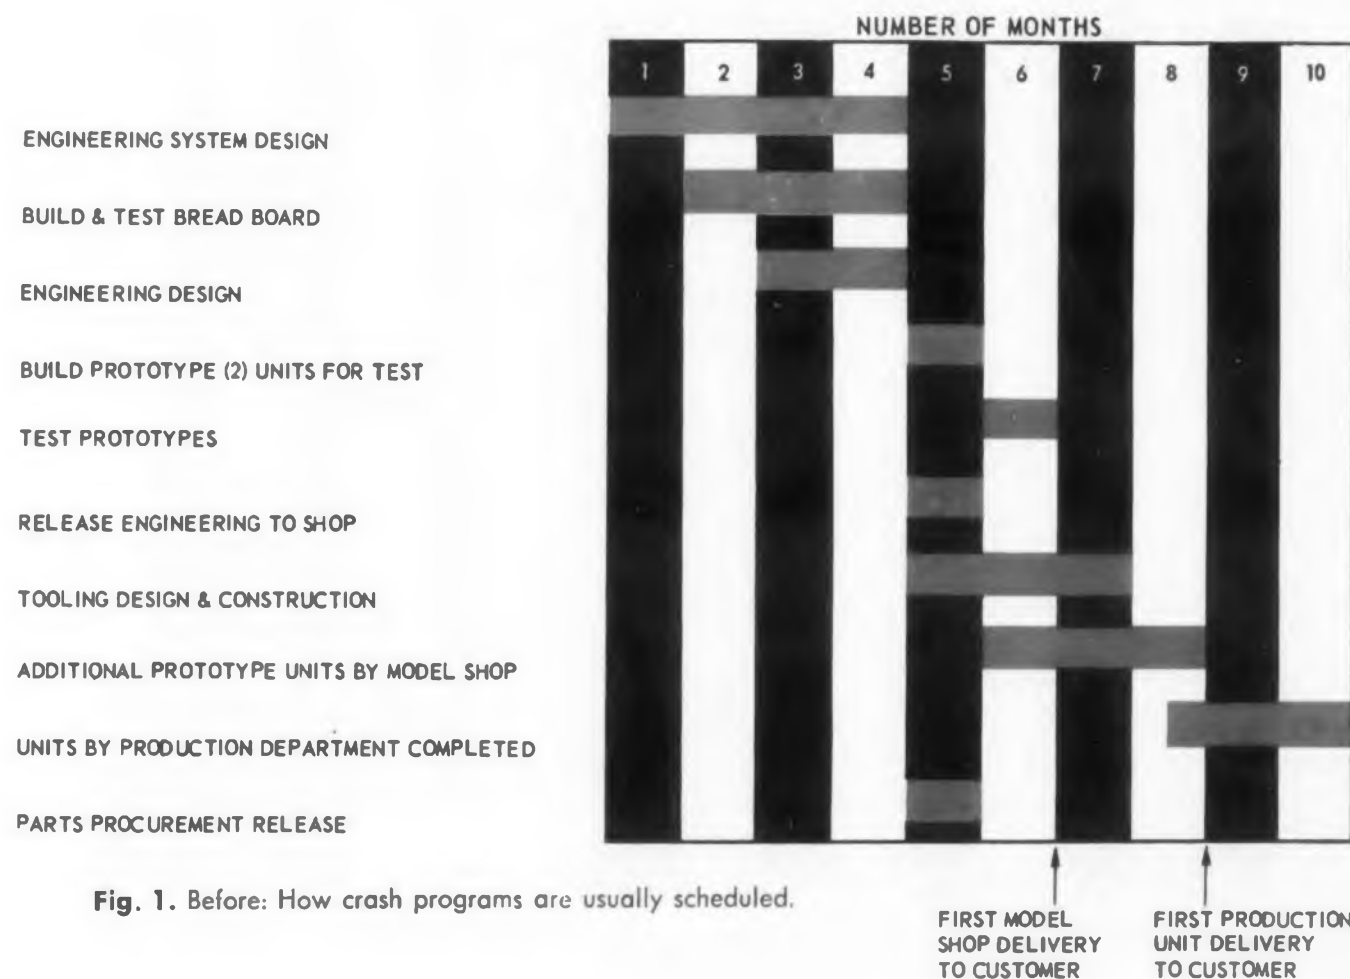 NUMBER OF MONTHS
1 2 3 4 5 6 7 8 9 10
ENGINEERING SYSTEM DESIGN
BUILD & TEST BREAD BOARD
ENGINEERING DESIGN
BUILD PROTOTYPE (2) UNITS FOR TEST
TEST PROTOTYPES
RELEASE ENGINEERING TO SHOP
TOOLING DESIGN & CONSTRUCTION
ADDITIONAL PROTOTYPE UNITS BY MODEL SHOP
UNITS BY PRODUCTION DEPARTMENT COMPLETED
PARTS PROCUREMENT RELEASE
Fig. 1. Before: How crash programs are usually scheduled.
FIRST MODEL
SHOP DELIVERY
TO CUSTOMER
FIRST PRODUCTION
UNIT DELIVERY
TO CUSTOMER